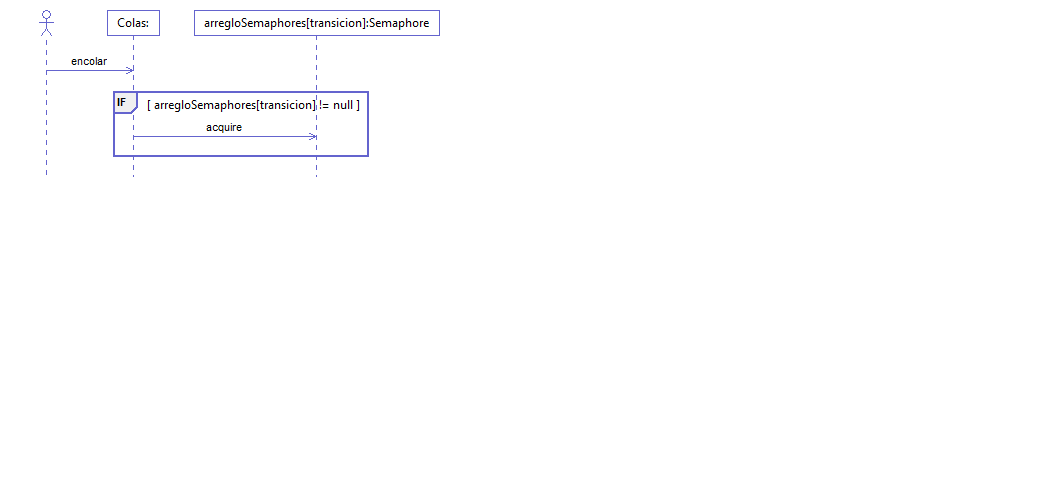 Colas:
arregloSemaphores[transicion]:Semaphore
encolar
IF
[ arregloSemaphores[transicion] != null ]
acquire